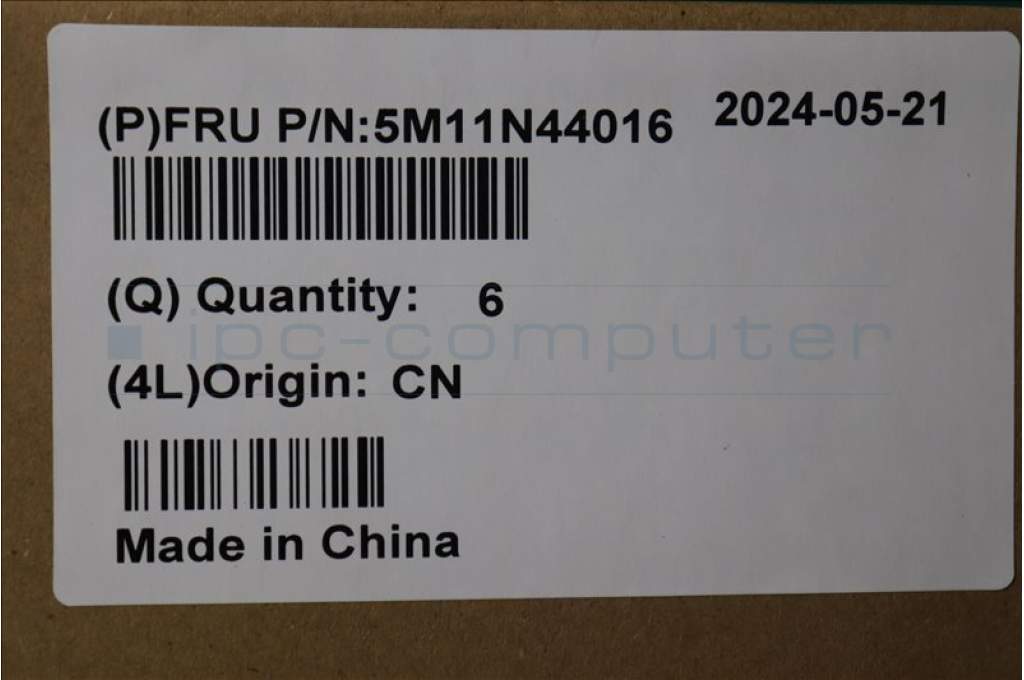 (P)FRU P/N:5M11N44016 2024-05-21
(Q) Quantity: 6
ipc-computer
(4L)Origin: CN
Made in China